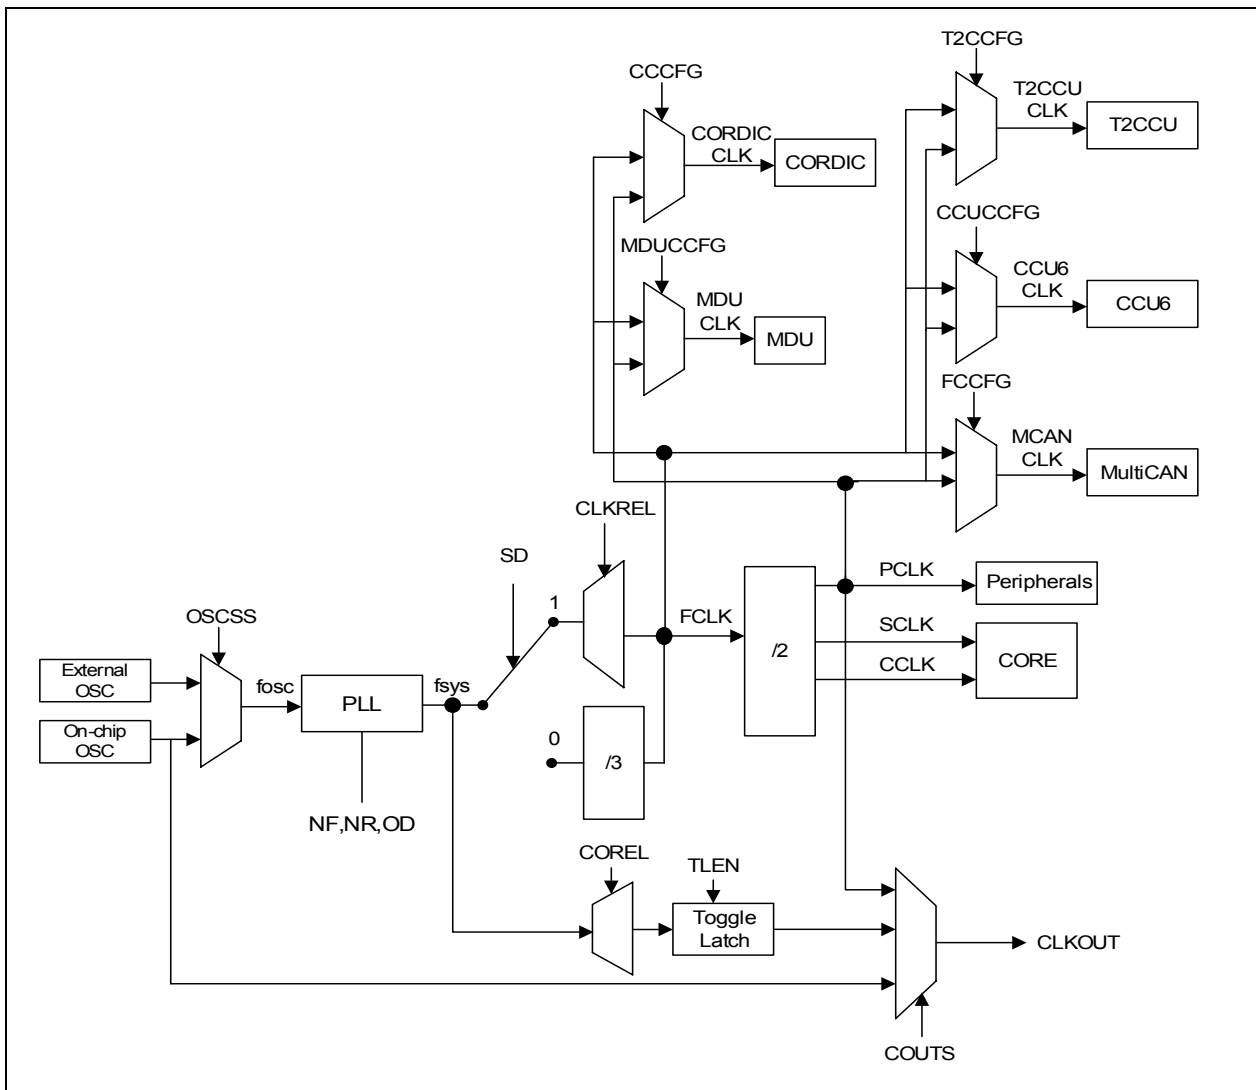 T2CCFG
CCCFG
T2CCU
CLK
T2CCU
CORDIC
CLK
CORDIC
CCUCCFG
MDUCCFG
CCU6
CLK
CCU6
MDU
CLK
MDU
FCCFG
MCAN
CLK
MultiCAN
CLKREL
SD
PCLK
Peripherals
1
OSCSS
FCLK
/2
SCLK
CCLK
CORE
External
OSC
fosc
PLL
fsys
On-chip
OSC
0
/3
NF,NR,OD
COREL
TLEN
Toggle
Latch
CLKOUT
COUTS